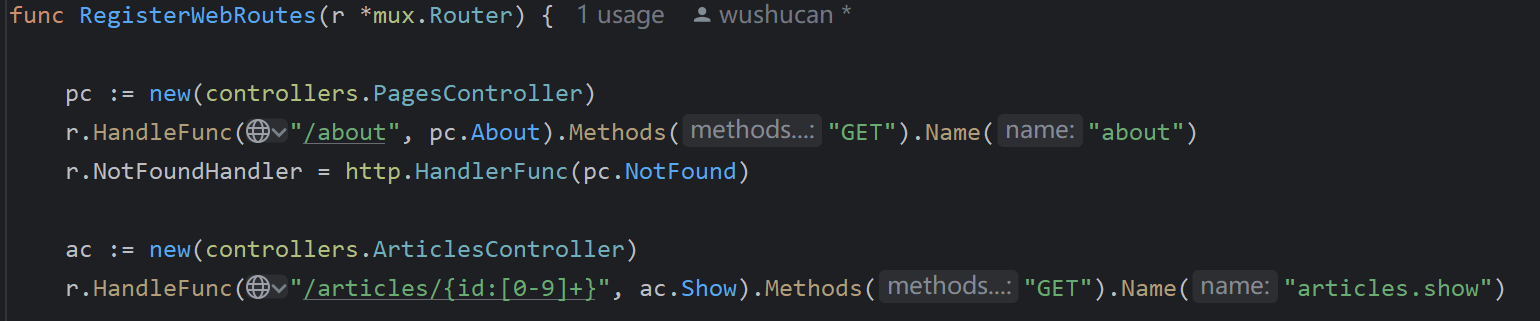 func RegisterWebRoutes(r *mux.Router) { 1 usage wushucan *
pc := new(controllers.PagesController)
r.HandleFunc("/about", pc.About).Methods( methods...: "GET").Name( name: "about")
r.NotFoundHandler = http.HandlerFunc(pc.NotFound)
ac := new(controllers.ArticlesController)
r.HandleFunc("/articles/{id:[0-9]+}", ac.Show).Methods( methods...: "GET").Name( name: "articles.show")